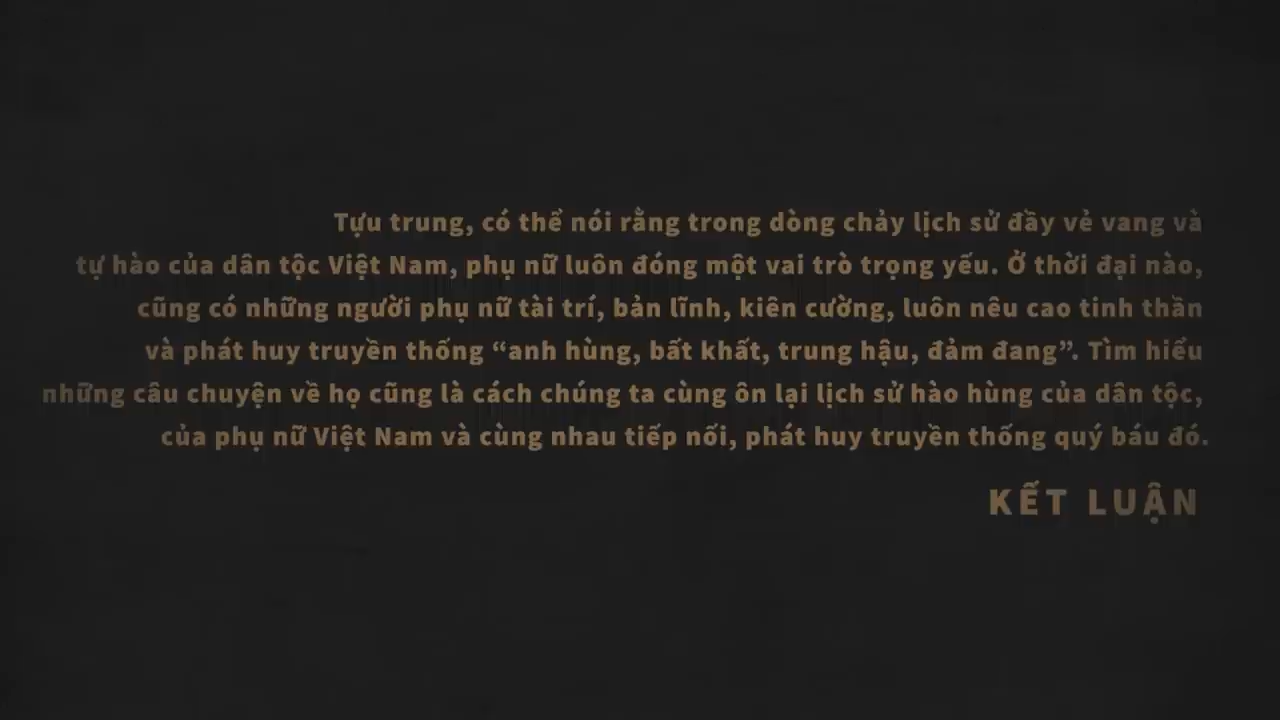 Tựu trung, có thể nói rằng trong dòng chảy lịch sử đầy vẻ vang và
tự hào của dân tộc Việt Nam, phụ nữ luôn đóng một vai trò trọng yếu. Ở thời đại nào,
cũng có những người phụ nữ tài trí, bản lĩnh, kiên cường, luôn nêu cao tinh thần
và phát huy truyền thống “anh hùng, bất khất, trung hậu, đảm đang”. Tìm hiểu
những câu chuyện về họ cũng là cách chúng ta cùng ôn lại lịch sử hào hùng của dân tộc,
của phụ nữ Việt Nam và cùng nhau tiếp nối, phát huy truyền thống quý báu đó.
KẾT LUẬN